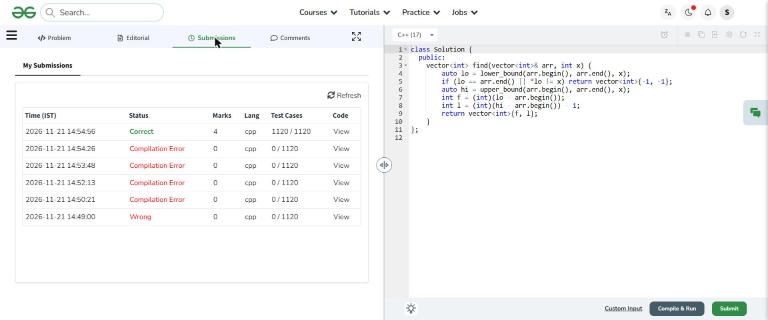 Search...
Courses Tutorials Practice Jobs
S
Problem Editorial Submissions Comments
My Submissions
Refresh
Time (IST) Status Marks Lang Test Cases Code
2026-11-21 14:54:56 Correct 4 cpp 1120 / 1120 View
2026-11-21 14:54:26 Compilation Error 0 cpp 0 / 1120 View
2026-11-21 14:53:48 Compilation Error 0 cpp 0 / 1120 View
2026-11-21 14:52:13 Compilation Error 0 cpp 0 / 1120 View
2026-11-21 14:50:21 Compilation Error 0 cpp 0 / 1120 View
2026-11-21 14:49:00 Wrong 0 cpp 0 / 1120 View
C++ (17)
1 class Solution {
2 public:
3 vector<int> find(vector<int>& arr, int x) {
4 auto lo = lower_bound(arr.begin(), arr.end(), x);
5 if (lo == arr.end() || *lo != x) return vector<int>{-1, -1};
6 auto hi = upper_bound(arr.begin(), arr.end(), x);
7 int f = (int)(lo - arr.begin());
8 int l = (int)(hi - arr.begin()) - 1;
9 return vector<int>{f, l};
10 }
11 };
12
Custom Input Compile & Run Submit